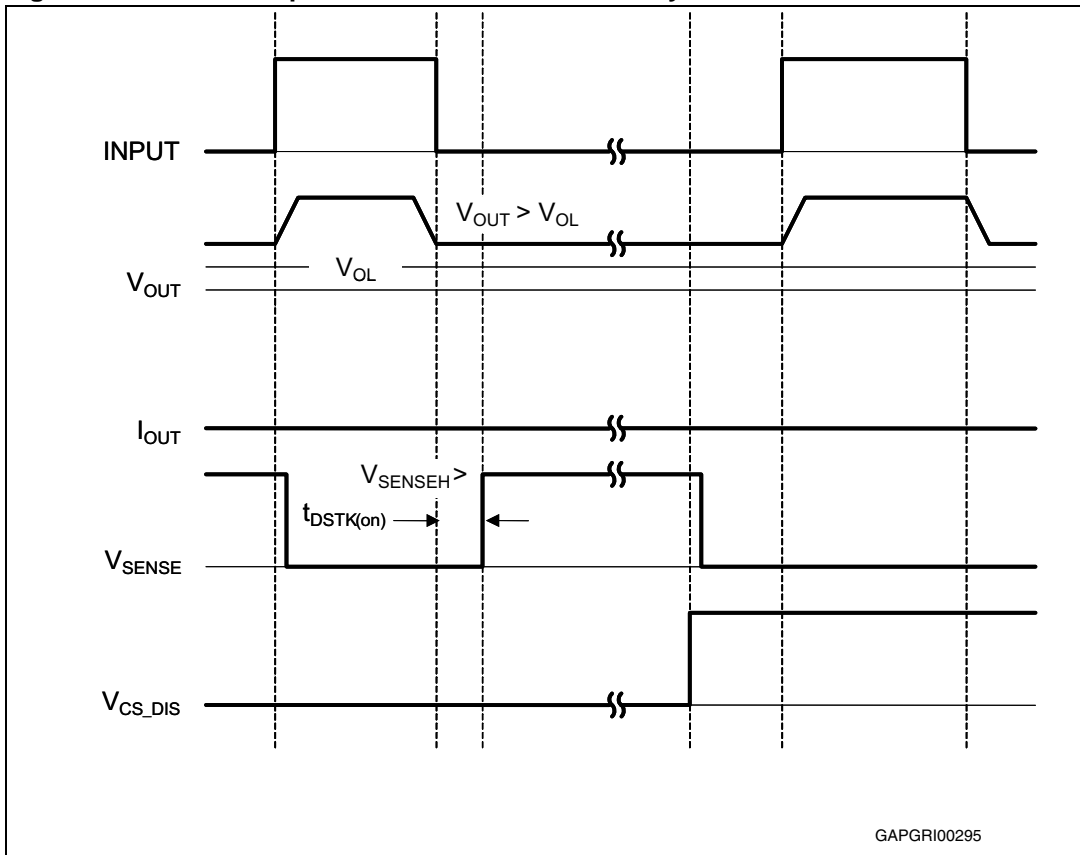 INPUT
V_OUT > V_OL
V_OL
V_OUT
I_OUT
V_SENSEH >
t_DSTK(on)
V_SENSE
V_CS_DIS
GAPGRI00295